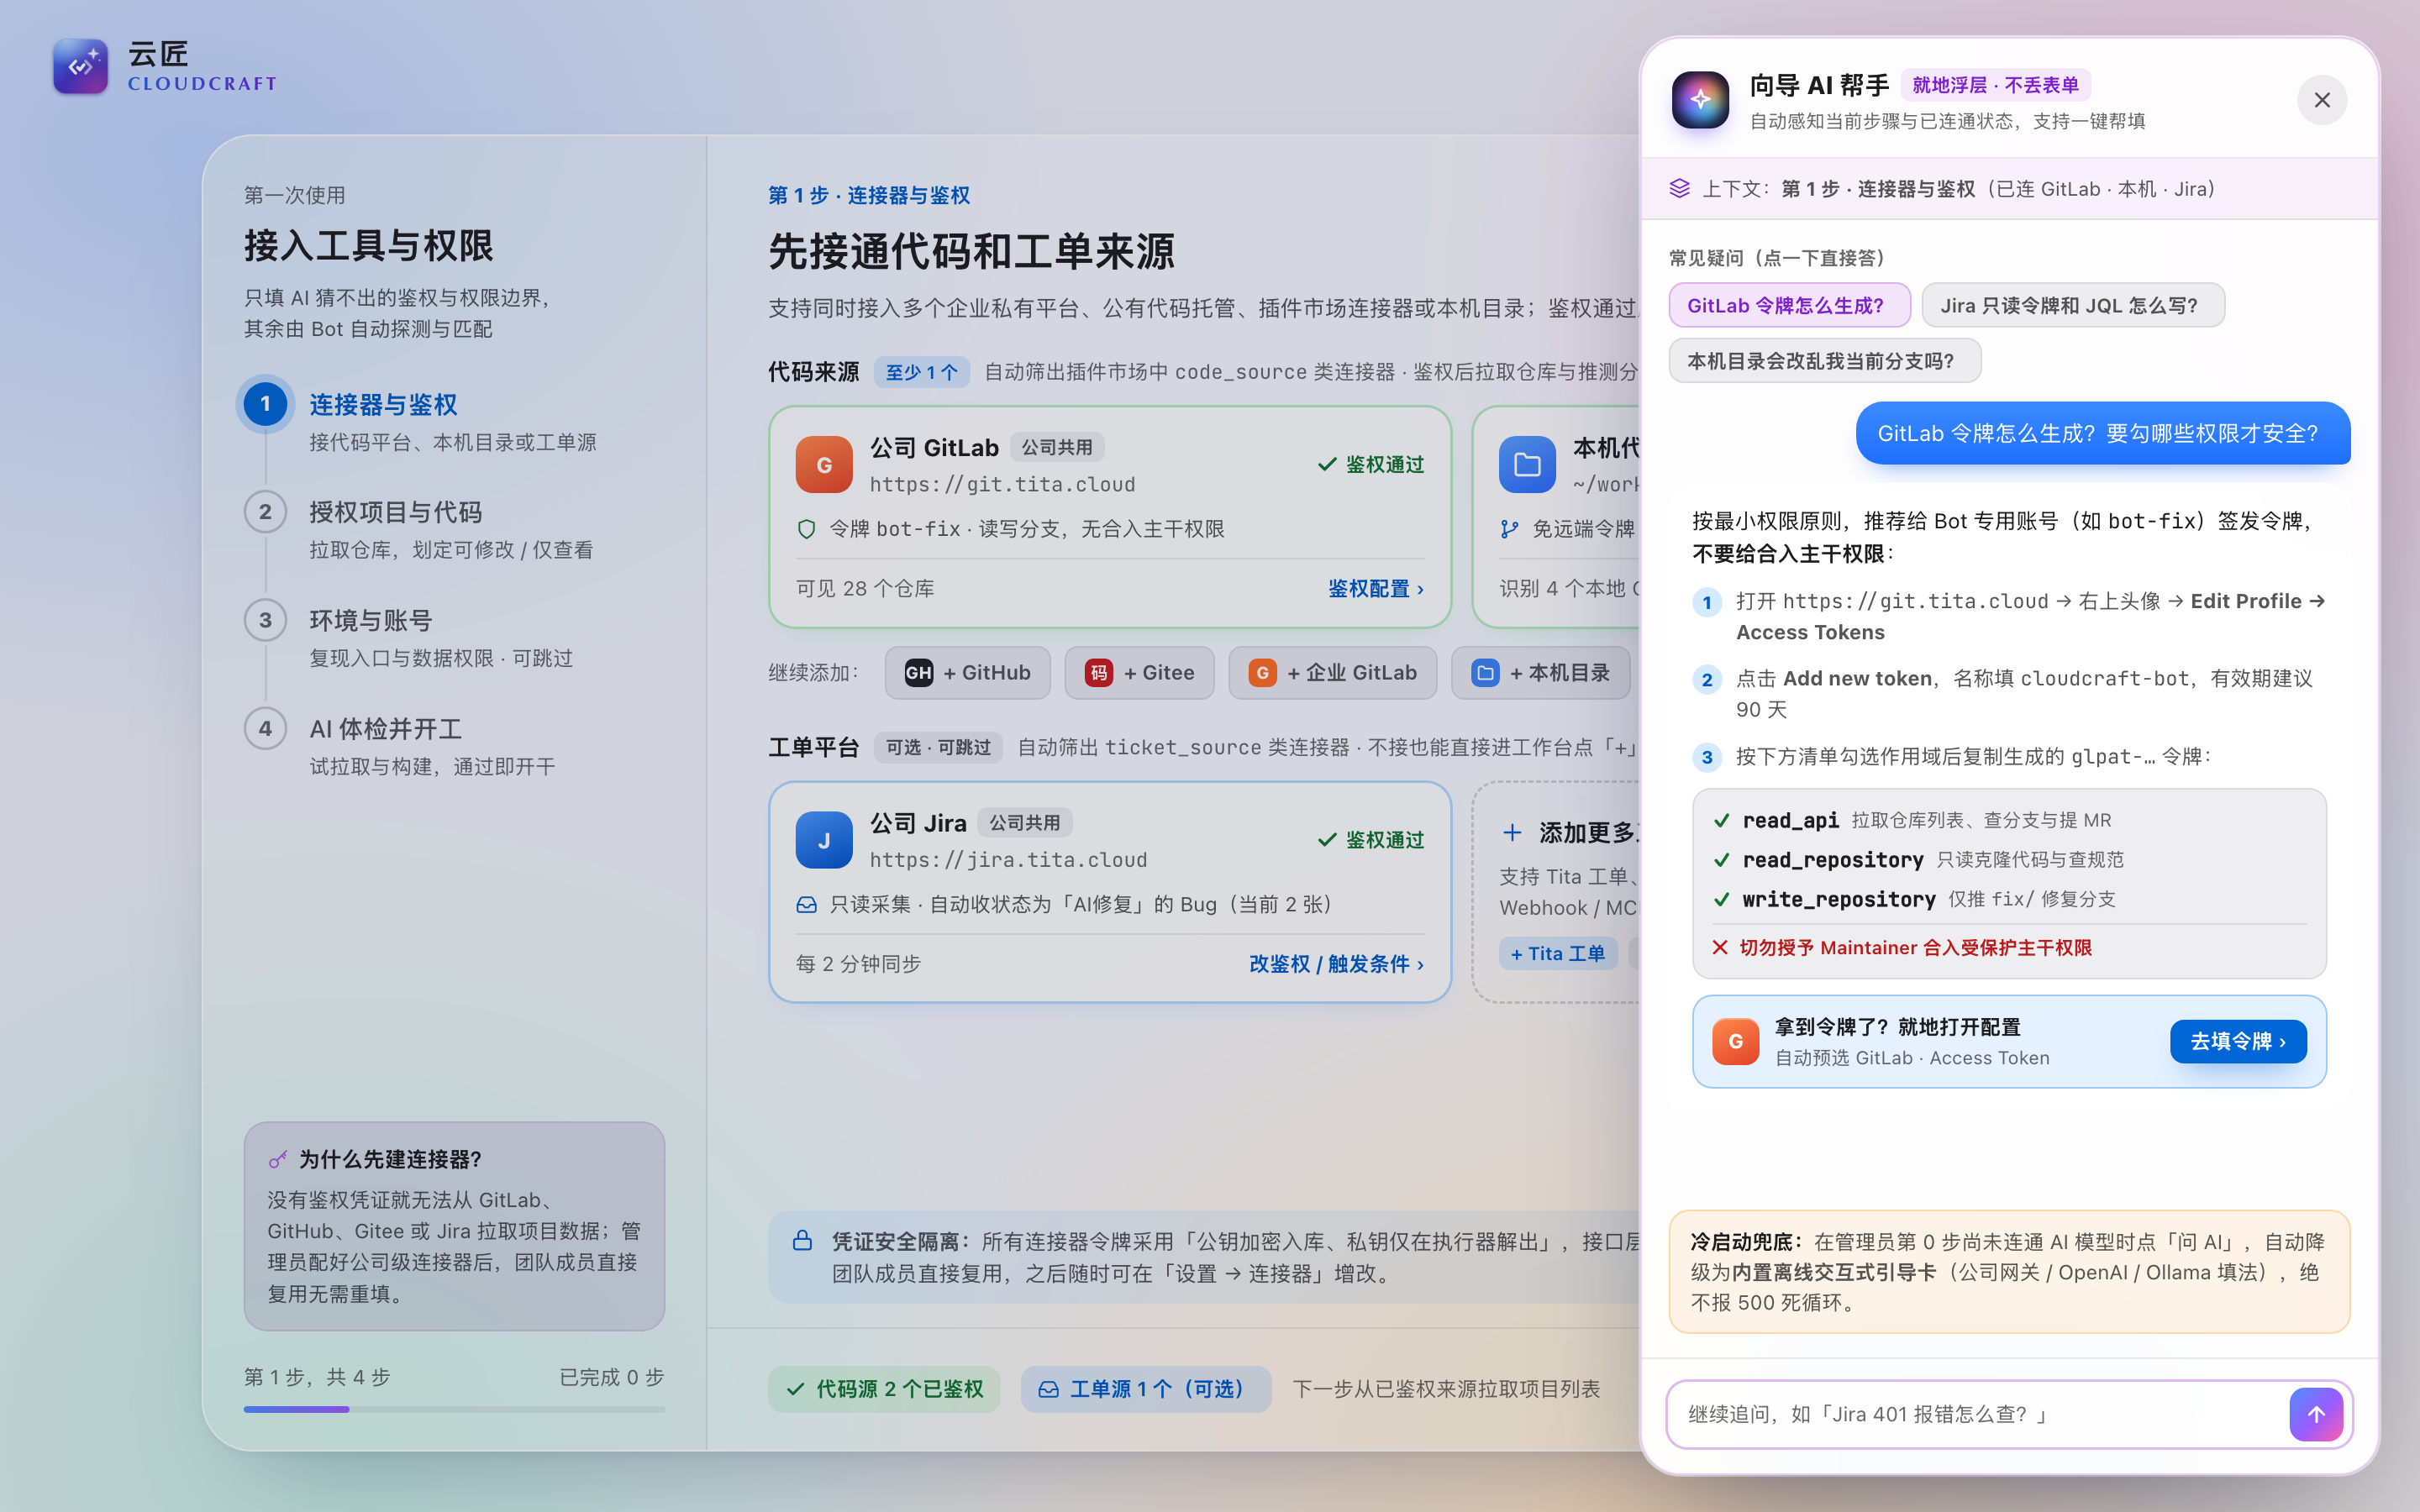 云匠
CLOUDCRAFT
第一次使用
接入工具与权限
只填 AI 猜不出的鉴权与权限边界，
其余由 Bot 自动探测与匹配
1
连接器与鉴权
接代码平台、本机目录或工单源
2
授权项目与代码
拉取仓库，划定可修改 / 仅查看
3
环境与账号
复现入口与数据权限 · 可跳过
4
AI 体检并开工
试拉取与构建，通过即开干
为什么先建连接器？
没有鉴权凭证就无法从 GitLab、
GitHub、Gitee 或 Jira 拉取项目数据；管
理员配好公司级连接器后，团队成员直接
复用无需重填。
第 1 步，共 4 步
已完成 0 步
第 1 步 · 连接器与鉴权
先接通代码和工单来源
支持同时接入多个企业私有平台、公有代码托管、插件市场连接器或本机目录；鉴权通过
代码来源 至少 1 个 自动筛出插件市场中 code_source 类连接器 · 鉴权后拉取仓库与推测分
G
公司 GitLab 公司共用
https://git.tita.cloud
鉴权通过
令牌 bot-fix · 读写分支，无合入主干权限
可见 28 个仓库
鉴权配置 ›
本机代
~/work
免远端令牌
识别 4 个本地
继续添加：
GH + GitHub
码 + Gitee
G + 企业 GitLab
+ 本机目录
工单平台 可选 · 可跳过 自动筛出 ticket_source 类连接器 · 不接也能直接进工作台点「+」
J
公司 Jira 公司共用
https://jira.tita.cloud
鉴权通过
只读采集 · 自动收状态为「AI修复」的 Bug（当前 2 张）
每 2 分钟同步
改鉴权 / 触发条件 ›
添加更多
支持 Tita 工单、
Webhook / MC
+ Tita 工单
凭证安全隔离：所有连接器令牌采用「公钥加密入库、私钥仅在执行器解出」，接口层
团队成员直接复用，之后随时可在「设置 → 连接器」增改。
代码源 2 个已鉴权
工单源 1 个（可选）
下一步从已鉴权来源拉取项目列表
向导 AI 帮手 就地浮层 · 不丢表单
自动感知当前步骤与已连通状态，支持一键帮填
上下文：第 1 步 · 连接器与鉴权（已连 GitLab · 本机 · Jira）
常见疑问（点一下直接答）
GitLab 令牌怎么生成？
Jira 只读令牌和 JQL 怎么写？
本机目录会改乱我当前分支吗？
GitLab 令牌怎么生成？要勾哪些权限才安全？
按最小权限原则，推荐给 Bot 专用账号（如 bot-fix）签发令牌，
不要给合入主干权限：
1
打开 https://git.tita.cloud → 右上头像 → Edit Profile →
Access Tokens
2
点击 Add new token，名称填 cloudcraft-bot，有效期建议
90 天
3
按下方清单勾选作用域后复制生成的 glpat-… 令牌：
read_api 拉取仓库列表、查分支与提 MR
read_repository 只读克隆代码与查规范
write_repository 仅推 fix/ 修复分支
切勿授予 Maintainer 合入受保护主干权限
G
拿到令牌了？就地打开配置
自动预选 GitLab · Access Token
去填令牌 ›
冷启动兜底：在管理员第 0 步尚未连通 AI 模型时点「问 AI」，自动降
级为内置离线交互式引导卡（公司网关 / OpenAI / Ollama 填法），绝
不报 500 死循环。
继续追问，如「Jira 401 报错怎么查？」